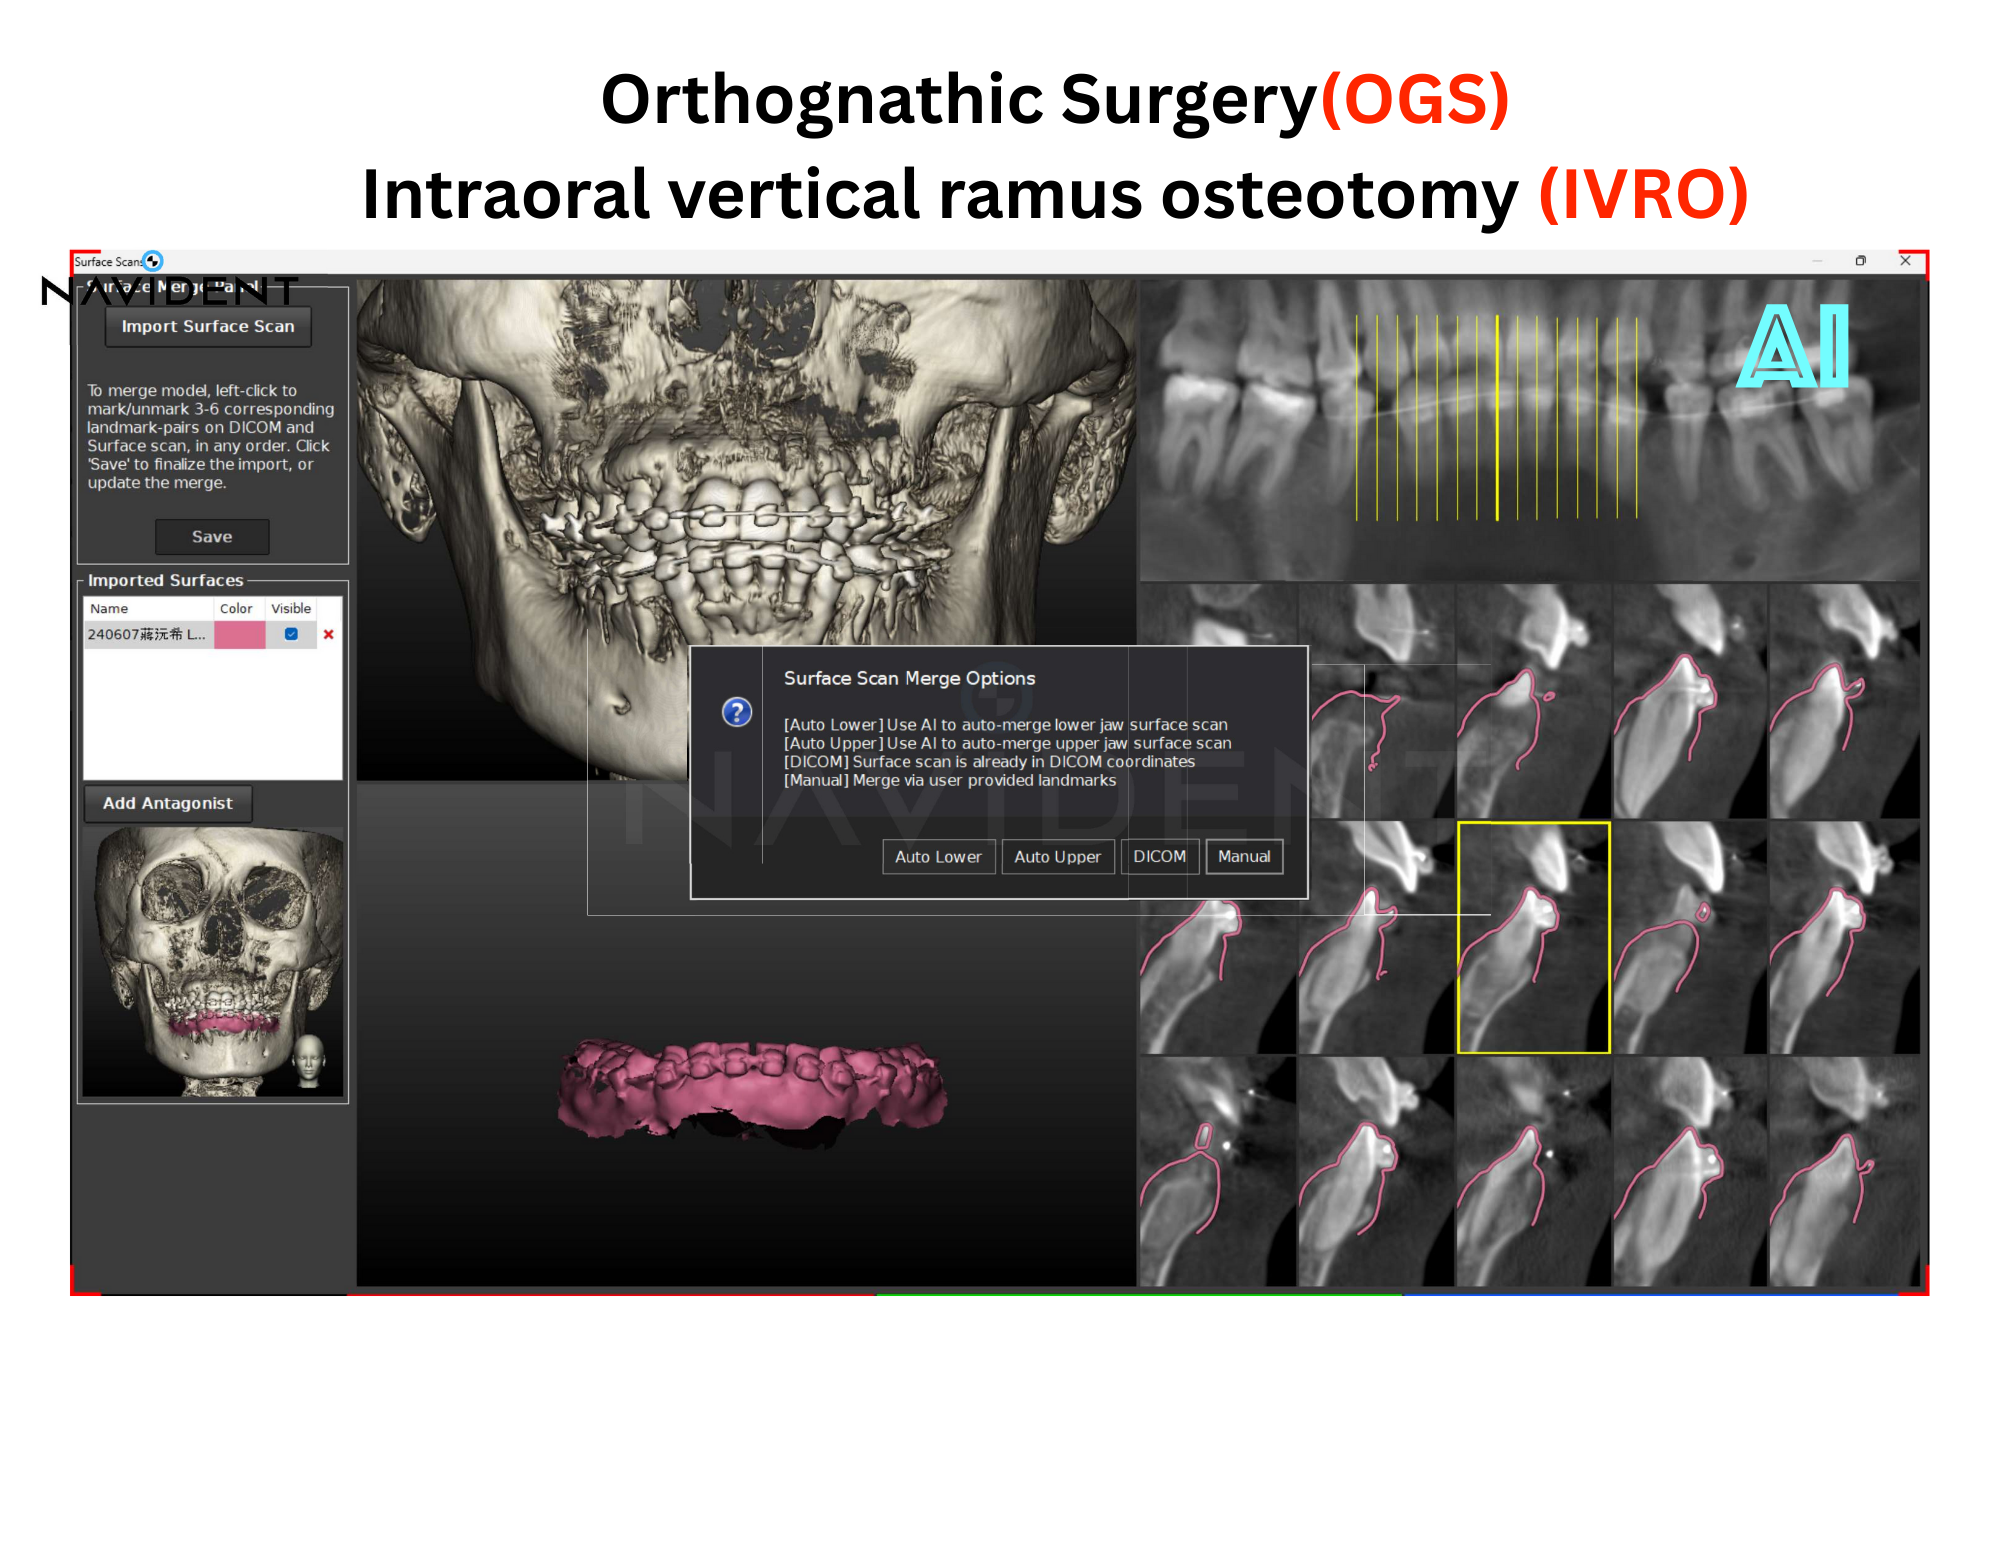 Orthognathic Surgery(OGS)
Intraoral vertical ramus osteotomy (IVRO)
Surface Scans
NAVIDENT
Surface Merge Panel
Import Surface Scan
To merge model, left-click to
mark/unmark 3-6 corresponding
landmark-pairs on DICOM and
Surface scan, in any order. Click
'Save' to finalize the import, or
update the merge.
Save
Imported Surfaces
Name Color Visible
240607蔣沅希 L...
Add Antagonist
AI
Surface Scan Merge Options
[Auto Lower] Use AI to auto-merge lower jaw surface scan
[Auto Upper] Use AI to auto-merge upper jaw surface scan
[DICOM] Surface scan is already in DICOM coordinates
[Manual] Merge via user provided landmarks
Auto Lower Auto Upper DICOM Manual
NAVIDENT